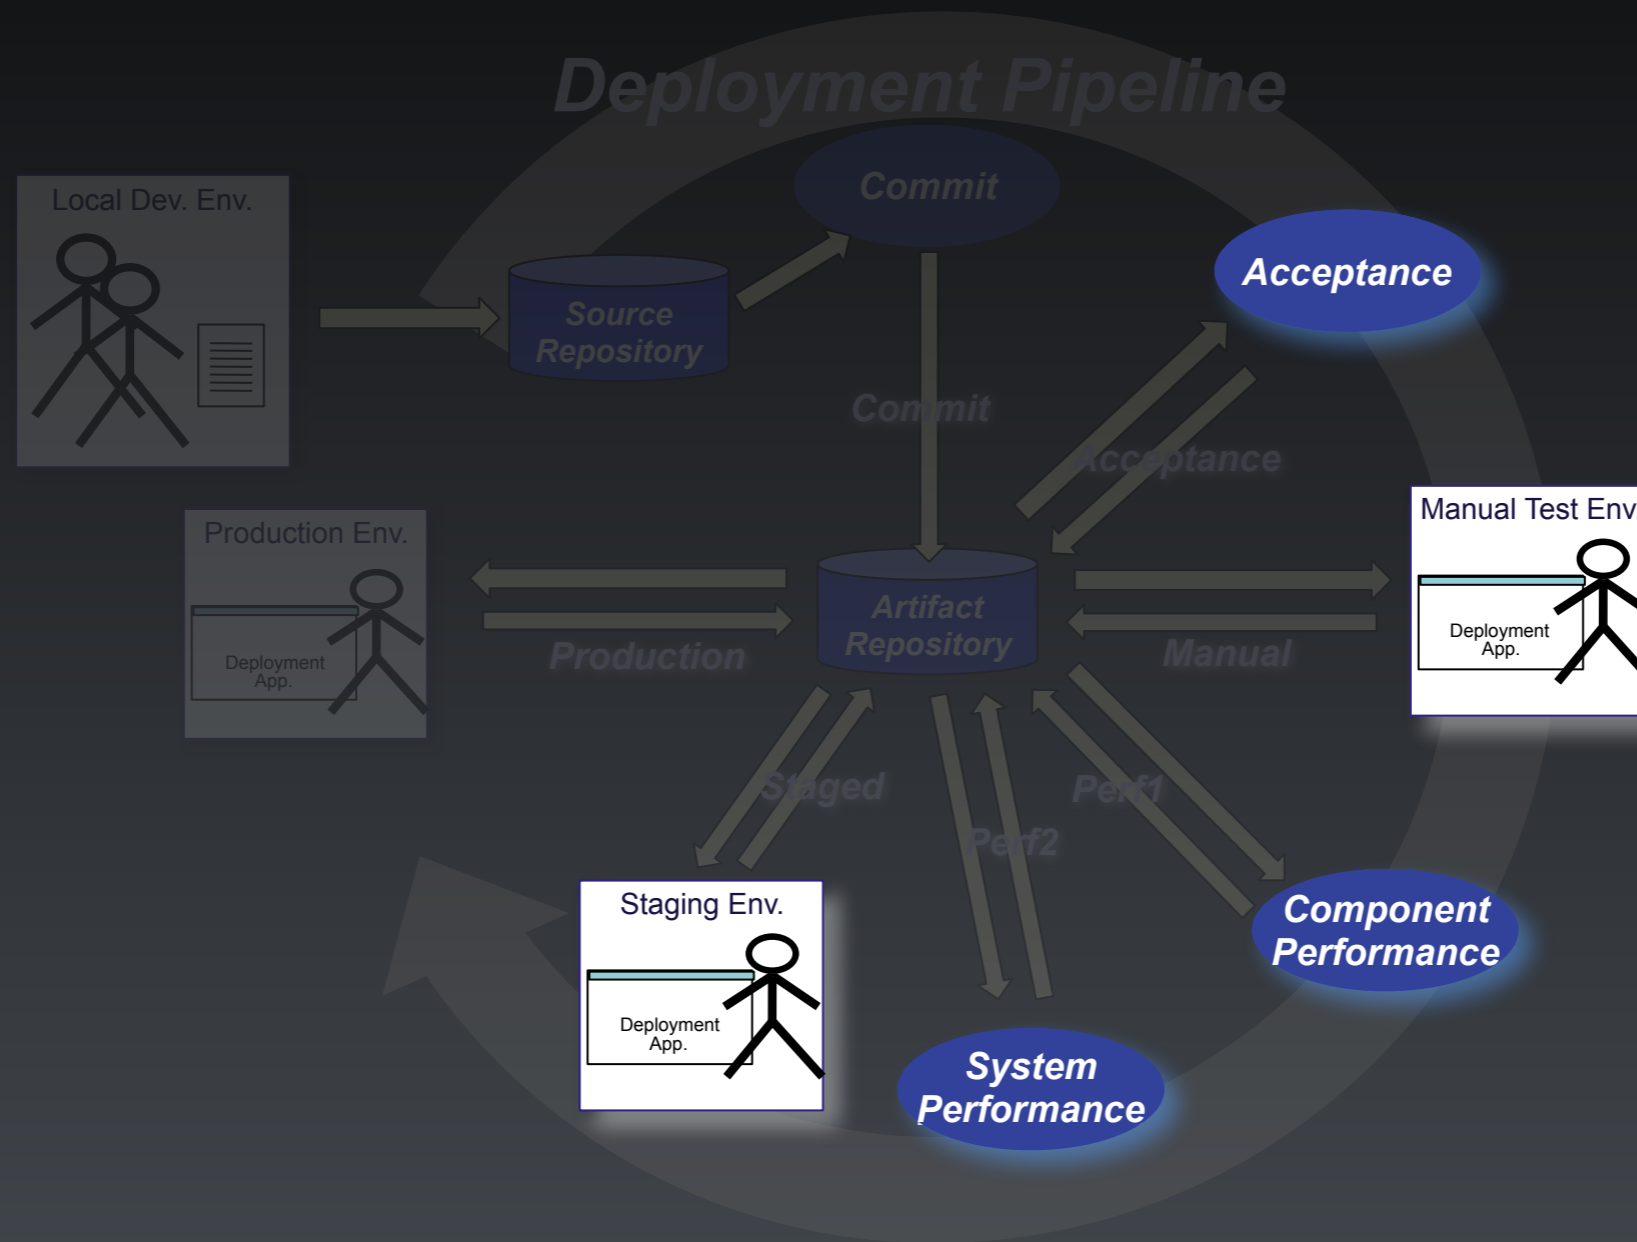 Deployment Pipeline
Local Dev. Env.
Commit
Source
Repository
Acceptance
Commit
Acceptance
Production Env.
Deployment
App.
Production
Artifact
Repository
Manual
Manual Test Env
Deployment
App.
Staged
Perf1
Perf2
Staging Env.
Deployment
App.
Component
Performance
System
Performance